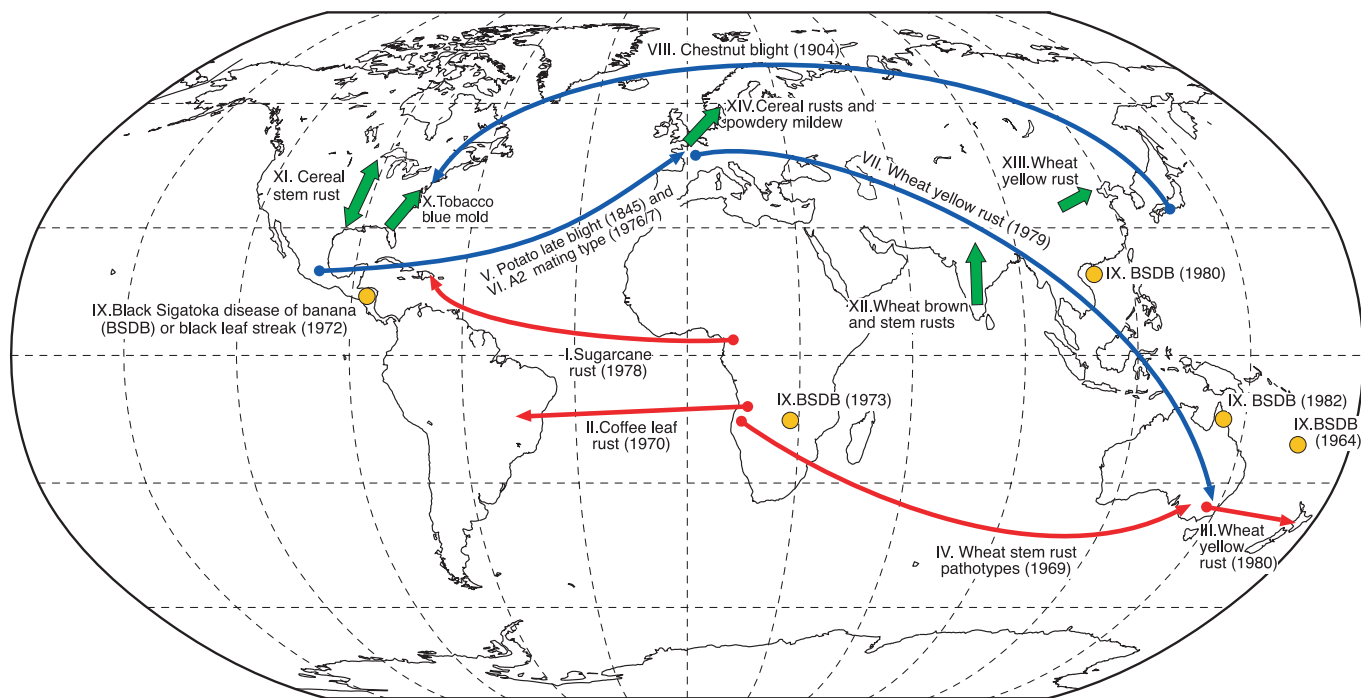 VIII. Chestnut blight (1904)
XIV.Cereal rusts and
powdery mildew
XI. Cereal
stem rust
X.Tobacco
blue mold
VII. Wheat yellow rust (1979)
XIII.Wheat
yellow rust
V. Potato late blight (1845) and
VI. A2 mating type (1976/7)
IX.Black Sigatoka disease of banana
(BSDB) or black leaf streak (1972)
XII.Wheat brown
and stem rusts
IX. BSDB (1980)
I.Sugarcane
rust (1978)
II.Coffee leaf
rust (1970)
IX.BSDB (1973)
IX. BSDB (1982)
IX.BSDB
(1964)
IV. Wheat stem rust
pathotypes (1969)
III.Wheat
yellow
rust (1980)